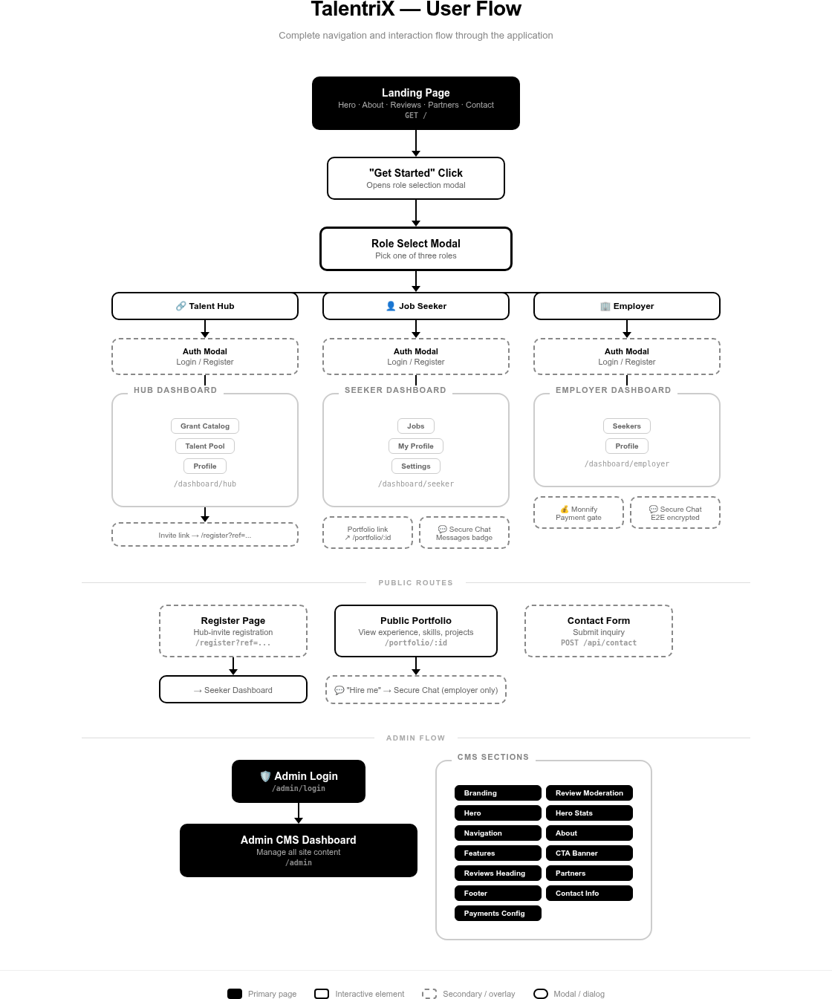 TalentriX — User Flow
Complete navigation and interaction flow through the application
Landing Page
Hero · About · Reviews · Partners · Contact
GET /
"Get Started" Click
Opens role selection modal
Role Select Modal
Pick one of three roles
🔗 Talent Hub
👤 Job Seeker
🏢 Employer
Auth Modal
Login / Register
Auth Modal
Login / Register
Auth Modal
Login / Register
HUB DASHBOARD
Grant Catalog
Talent Pool
Profile
/dashboard/hub
Invite link → /register?ref=...
SEEKER DASHBOARD
Jobs
My Profile
Settings
/dashboard/seeker
Portfolio link
↗ /portfolio/:id
💬 Secure Chat
Messages badge
EMPLOYER DASHBOARD
Seekers
Profile
/dashboard/employer
💰 Monnify
Payment gate
💬 Secure Chat
E2E encrypted
PUBLIC ROUTES
Register Page
Hub-invite registration
/register?ref=...
→ Seeker Dashboard
Public Portfolio
View experience, skills, projects
/portfolio/:id
💬 "Hire me" → Secure Chat (employer only)
Contact Form
Submit inquiry
POST /api/contact
ADMIN FLOW
🛡️ Admin Login
/admin/login
Admin CMS Dashboard
Manage all site content
/admin
CMS SECTIONS
Branding
Review Moderation
Hero
Hero Stats
Navigation
About
Features
CTA Banner
Reviews Heading
Partners
Footer
Contact Info
Payments Config
Primary page
Interactive element
Secondary / overlay
Modal / dialog